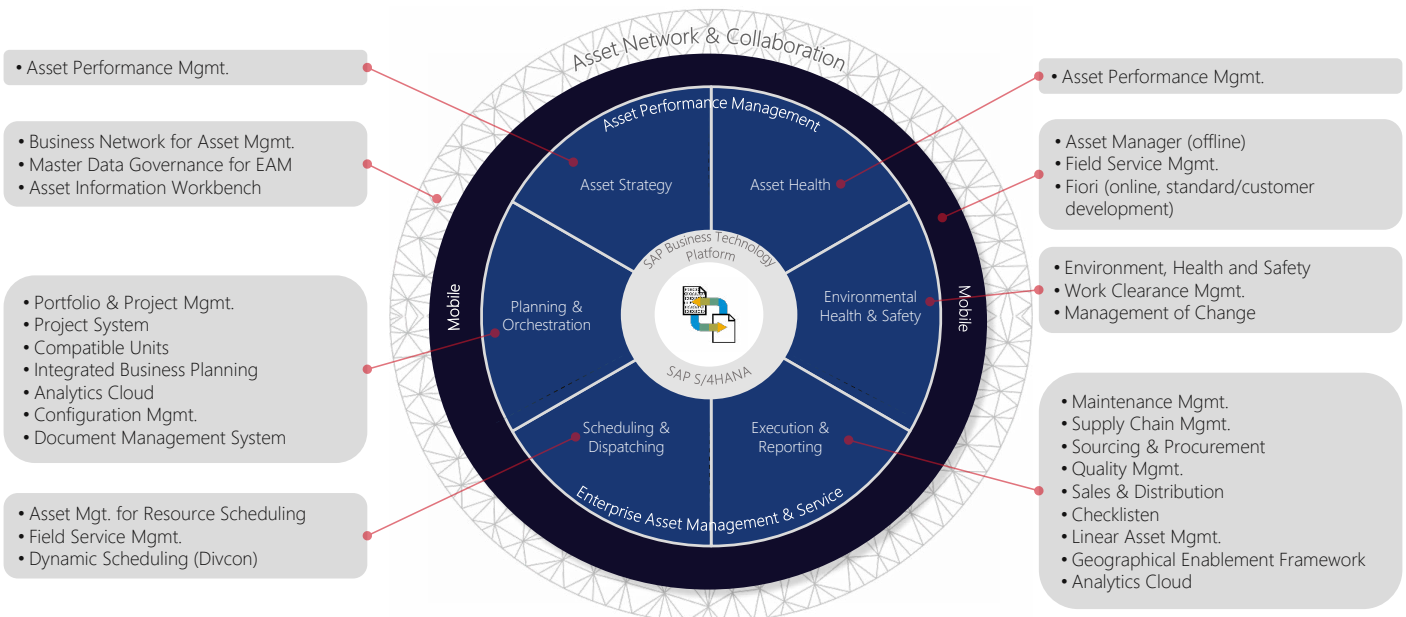 Asset Network & Collaboration
• Asset Performance Mgmt.
• Business Network for Asset Mgmt.
• Master Data Governance for EAM
• Asset Information Workbench
• Portfolio & Project Mgmt.
• Project System
• Compatible Units
• Integrated Business Planning
• Analytics Cloud
• Configuration Mgmt.
• Document Management System
• Asset Mgt. for Resource Scheduling
• Field Service Mgmt.
• Dynamic Scheduling (Divcon)
Asset Performance Management
Asset Strategy
Asset Health
Mobile
Planning &
Orchestration
SAP Business Technology
Platform
SAP S/4HANA
Environmental
Health & Safety
Mobile
Scheduling &
Dispatching
Execution &
Reporting
Enterprise Asset Management & Service
• Asset Performance Mgmt.
• Asset Manager (offline)
• Field Service Mgmt.
• Fiori (online, standard/customer
development)
• Environment, Health and Safety
• Work Clearance Mgmt.
• Management of Change
• Maintenance Mgmt.
• Supply Chain Mgmt.
• Sourcing & Procurement
• Quality Mgmt.
• Sales & Distribution
• Checklisten
• Linear Asset Mgmt.
• Geographical Enablement Framework
• Analytics Cloud